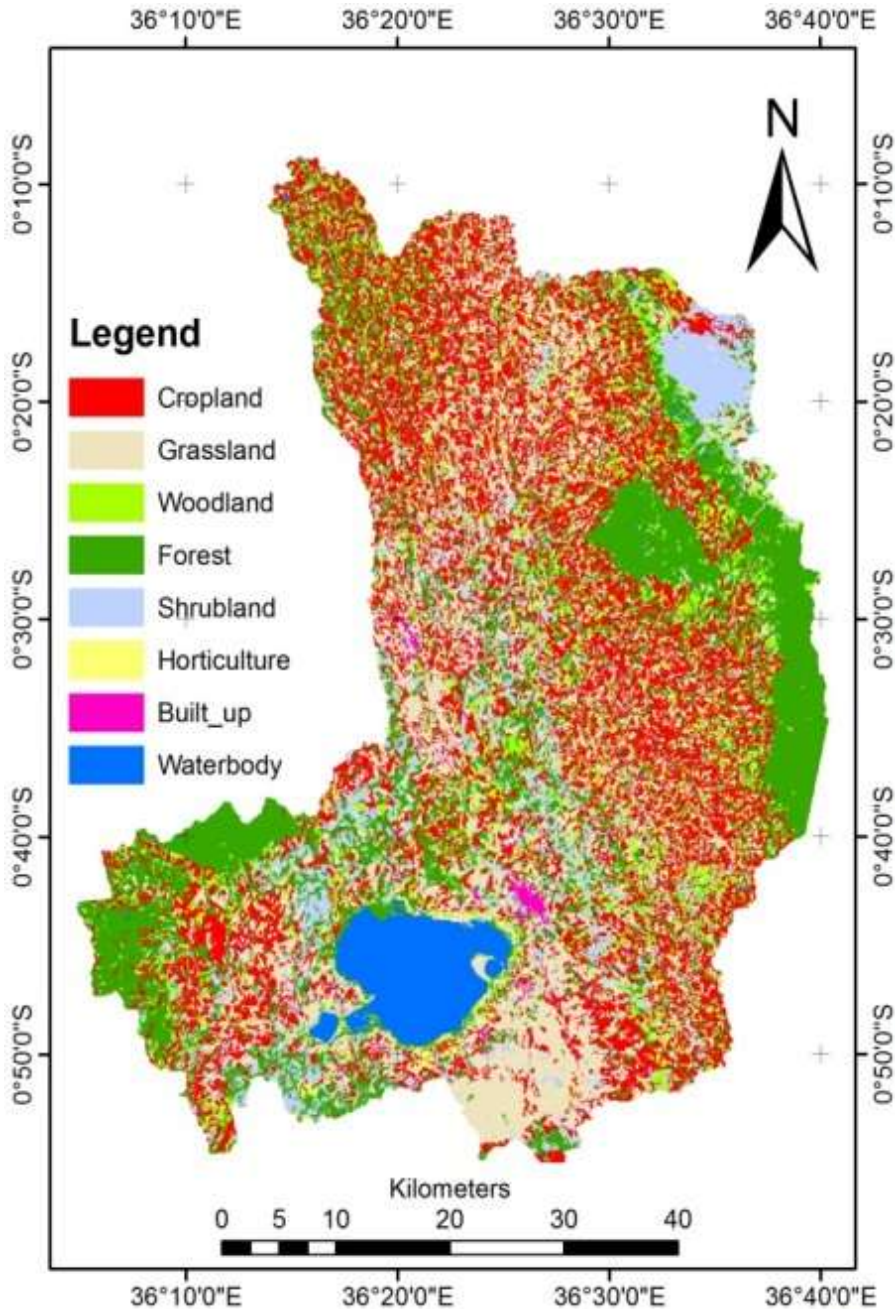 36°10'0"E 36°20'0"E 36°30'0"E 36°40'0"E
N
0°10'0"S 0°10'0"S
Legend
Cropland
0°20'0"S 0°20'0"S
Grassland
Woodland
Forest
Shrubland
0°30'0"S 0°30'0"S
Horticulture
Built_up
Waterbody
0°40'0"S 0°40'0"S
0°50'0"S 0°50'0"S
Kilometers
0 5 10 20 30 40
36°10'0"E 36°20'0"E 36°30'0"E 36°40'0"E